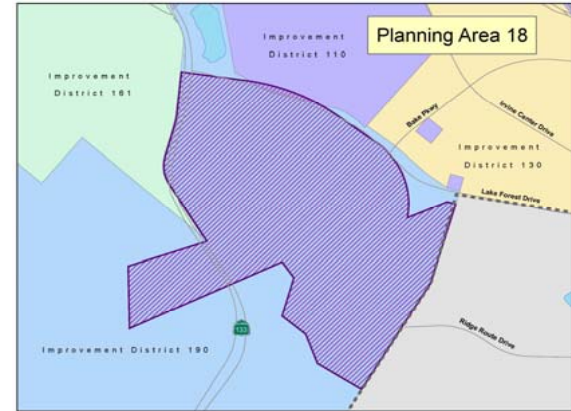 Planning Area 18
Improvement
District 110
Improvement
District 161
Bake Pkwy
Irvine Center Drive
Improvement
District 130
Lake Forest Drive
133
Ridge Route Drive
Improvement District 190